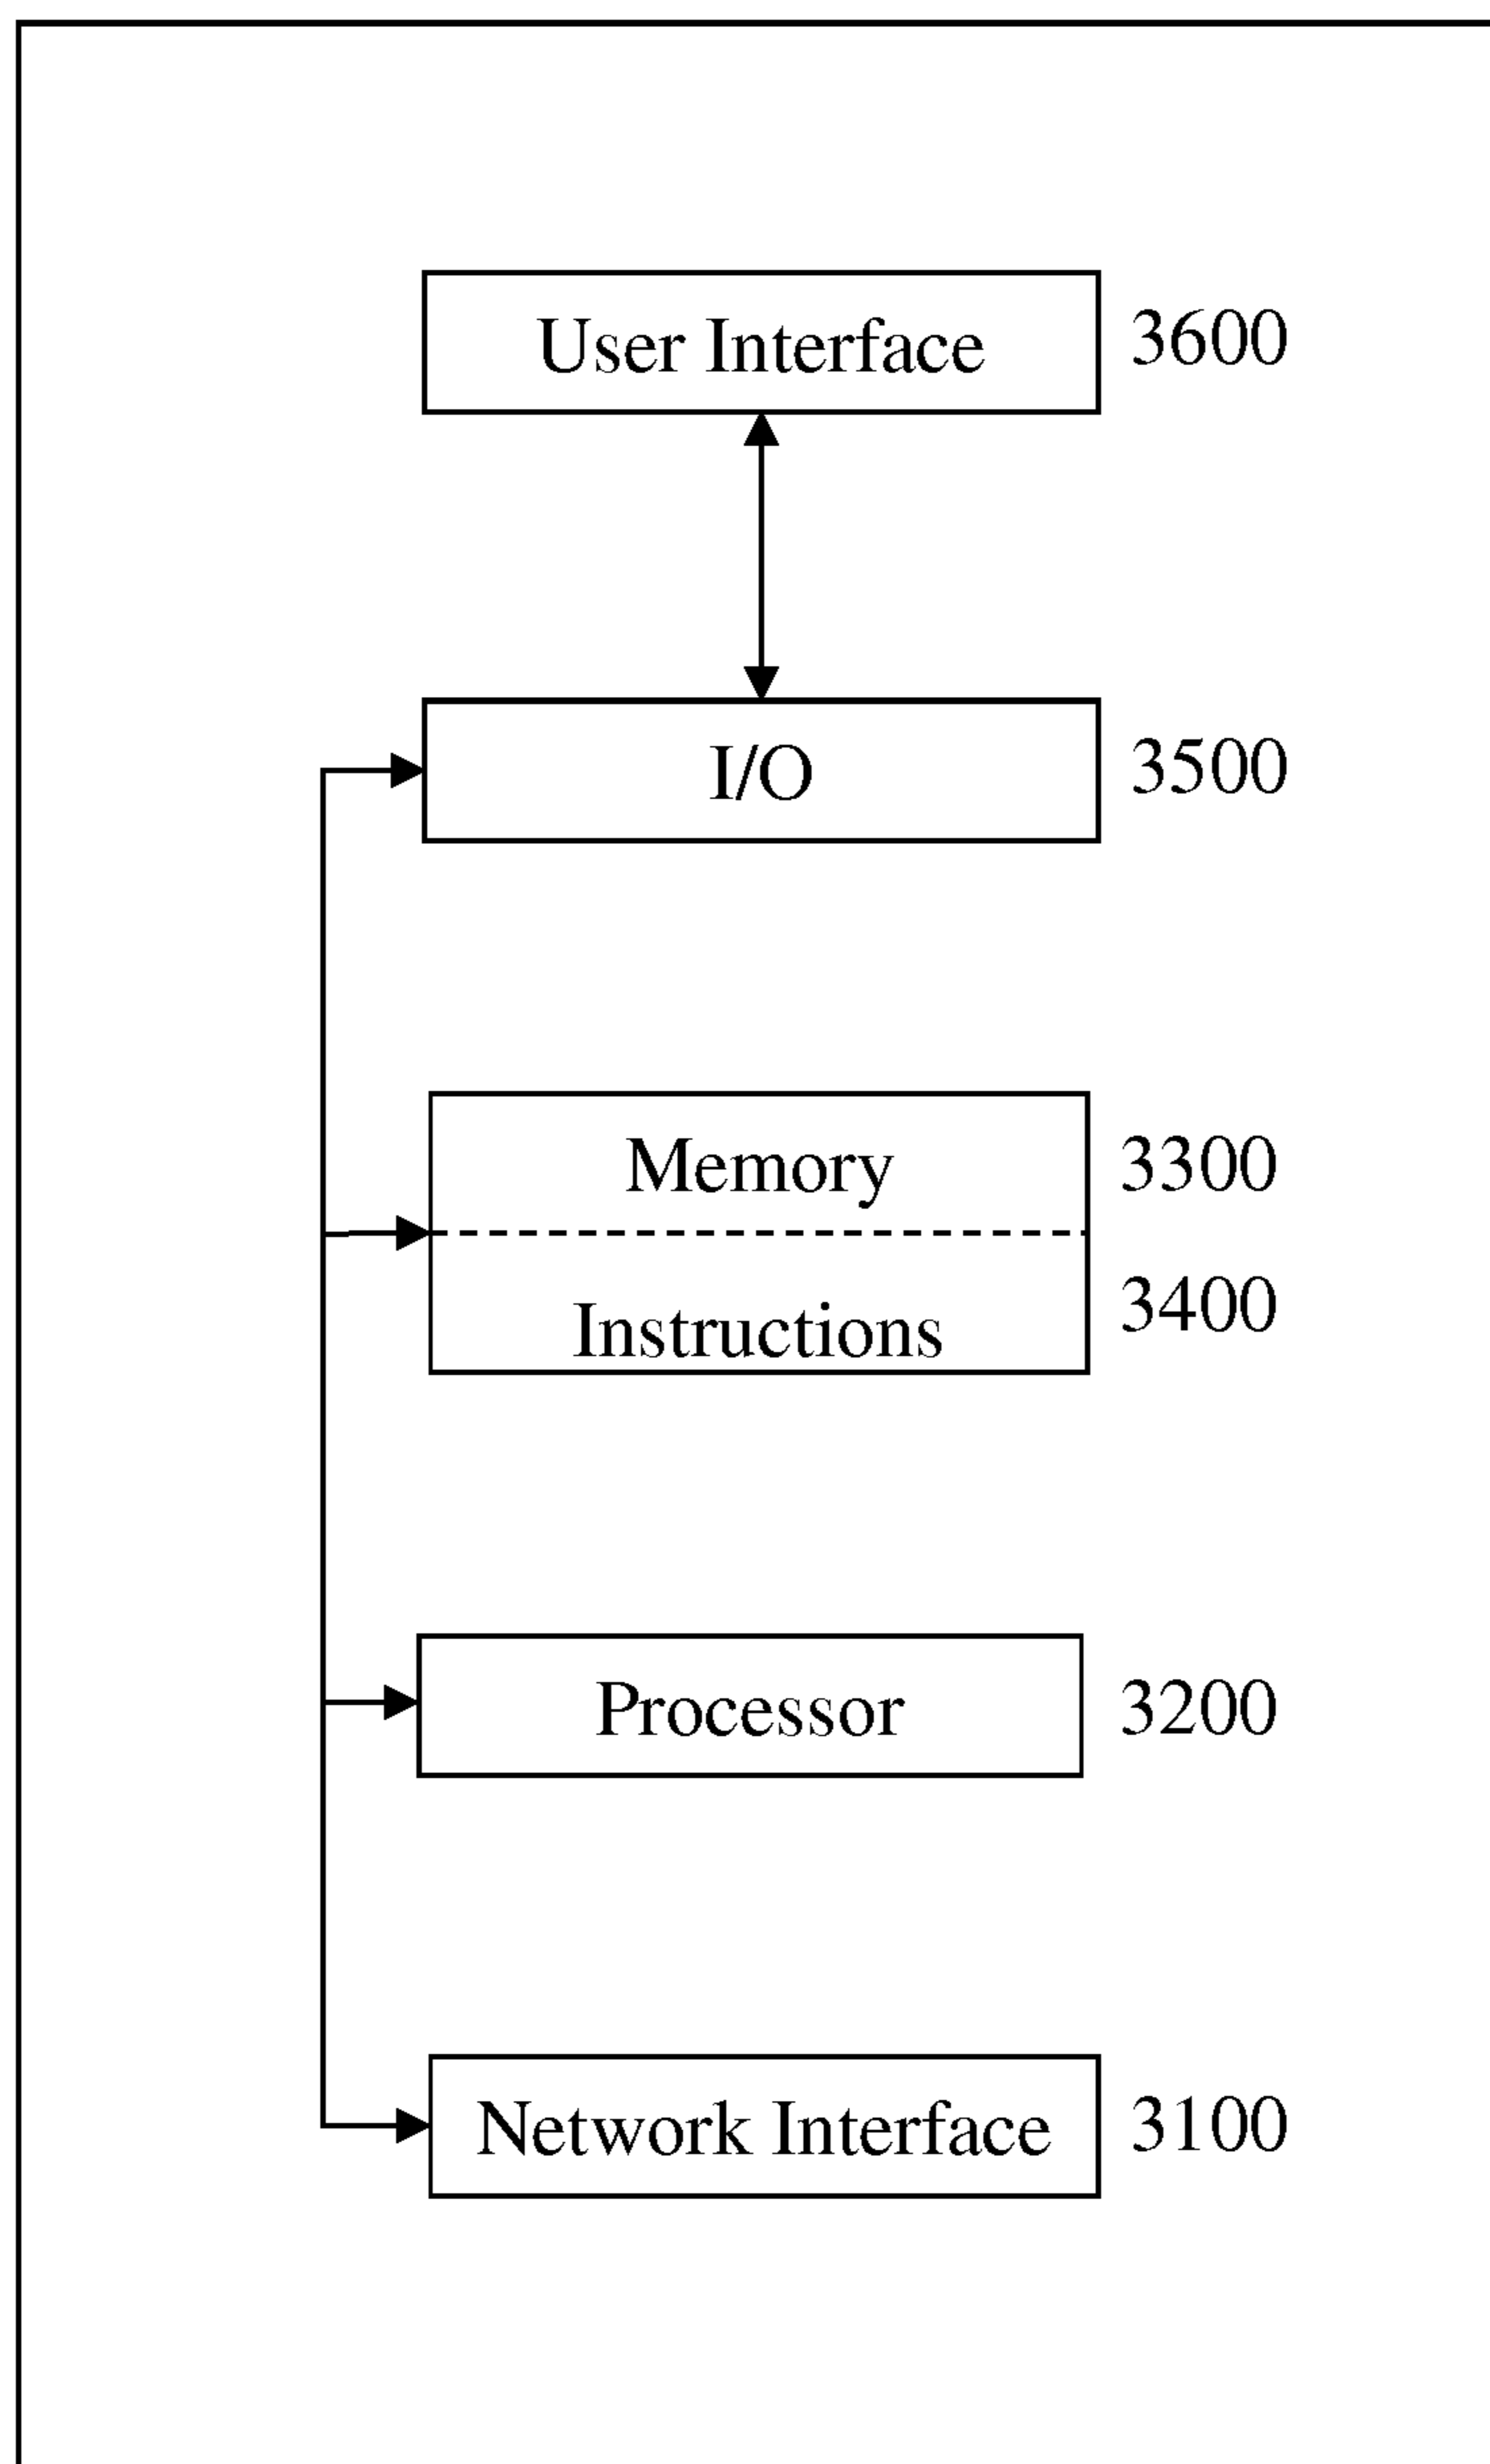 User Interface 3600
I/O 3500
Memory 3300
Instructions 3400
Processor 3200
Network Interface 3100